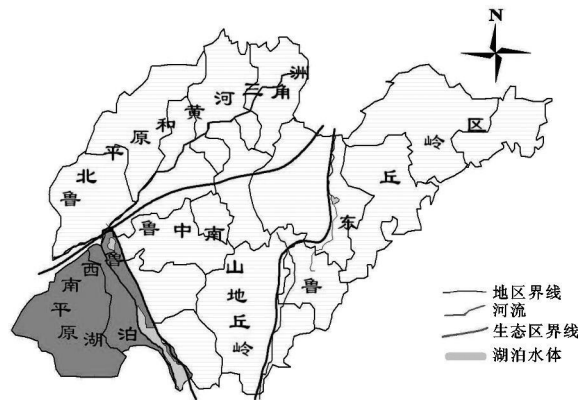 N
鲁北平原和黄河三角洲
鲁东丘岭区
鲁中南山地丘岭
鲁西南平原湖泊
地区界线
河流
生态区界线
湖泊水体